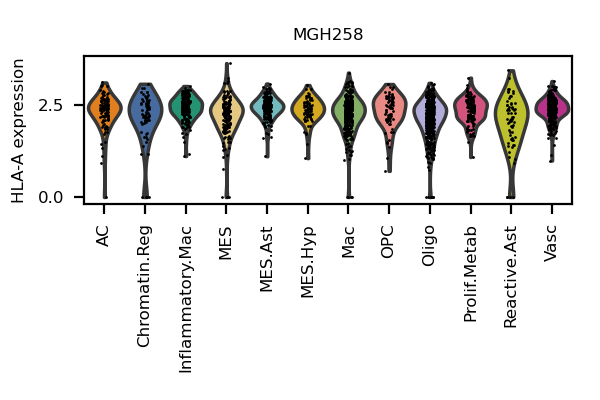 MGH258
HLA-A expression
2.5
0.0
AC
Chromatin.Reg
Inflammatory.Mac
MES
MES.Ast
MES.Hyp
Mac
OPC
Oligo
Prolif.Metab
Reactive.Ast
Vasc